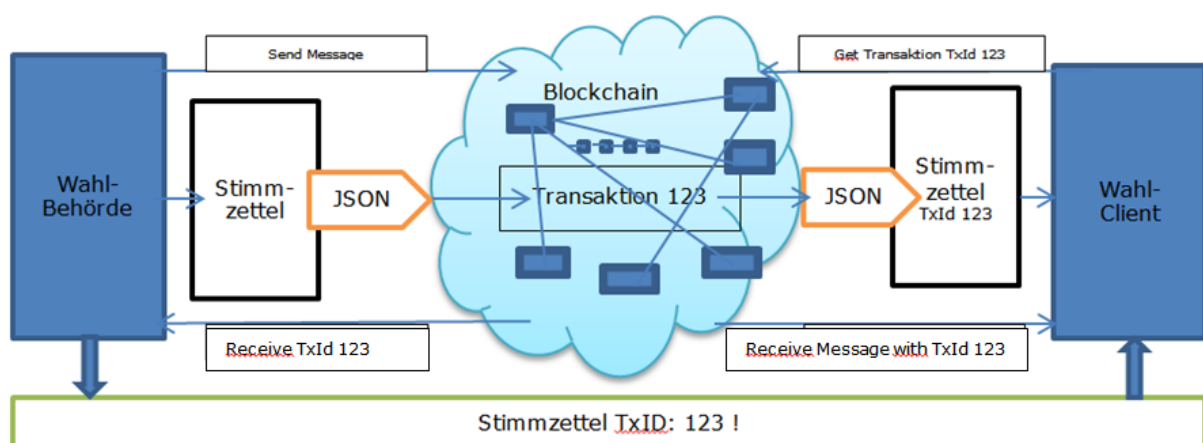 Send Message
Get Transaktion TxId 123
Blockchain
Wahl-
Behörde
Stimm-
zettel
JSON
Transaktion 123
JSON
Stimm-
zettel
TxId 123
Wahl-
Client
Receive TxId 123
Receive Message with TxId 123
Stimmzettel TxID: 123 !